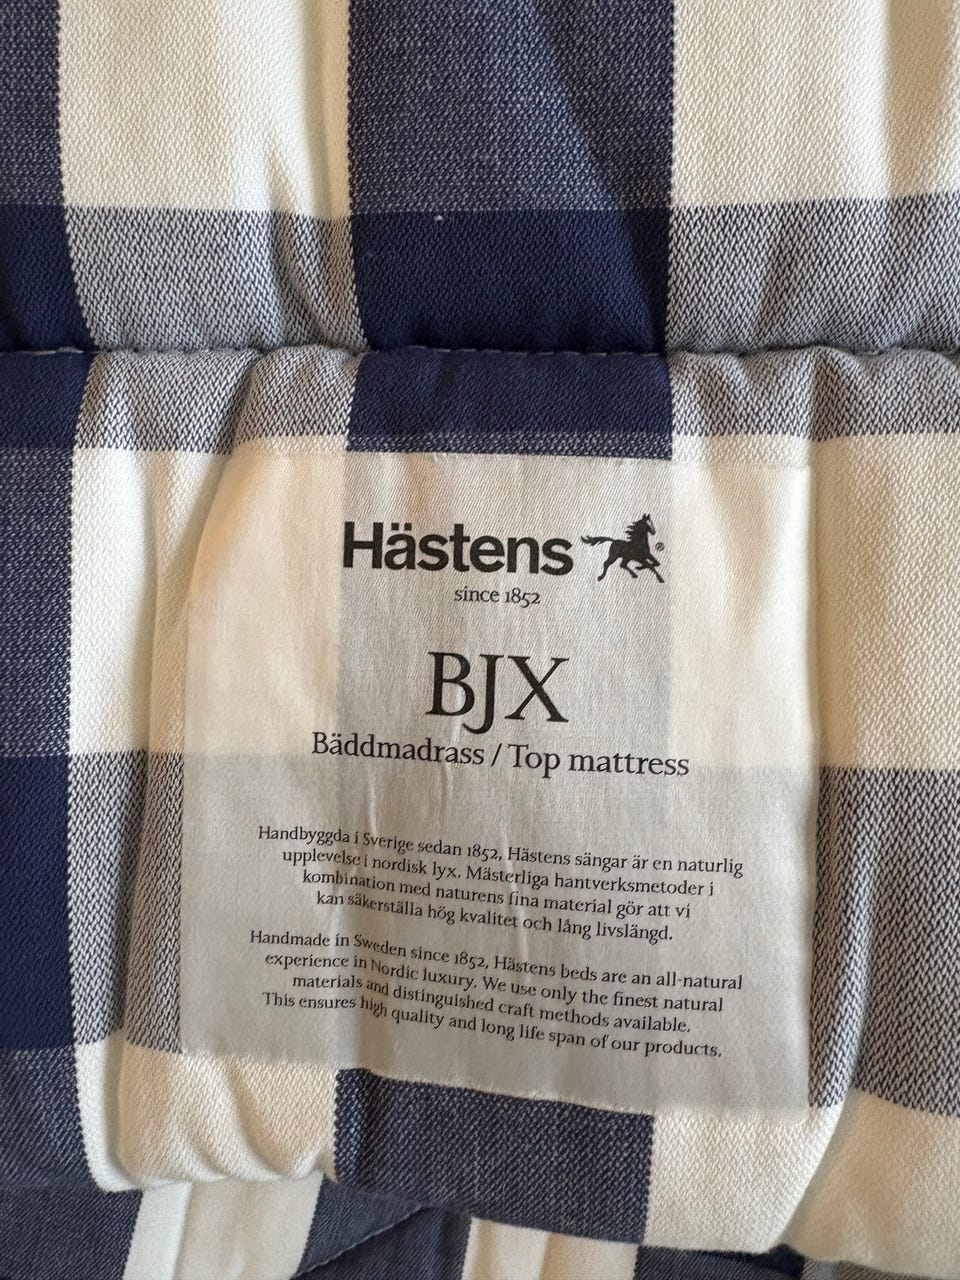 Hästens®
since 1852
BJX
Bäddmadrass / Top mattress
Handbyggda i Sverige sedan 1852, Hästens sängar är en naturlig
upplevelse i nordisk lyx. Mästerliga hantverksmetoder i
kombination med naturens fina material gör att vi
kan säkerställa hög kvalitet och lång livslängd.
Handmade in Sweden since 1852, Hästens beds are an all-natural
experience in Nordic luxury. We use only the finest natural
materials and distinguished craft methods available.
This ensures high quality and long life span of our products.